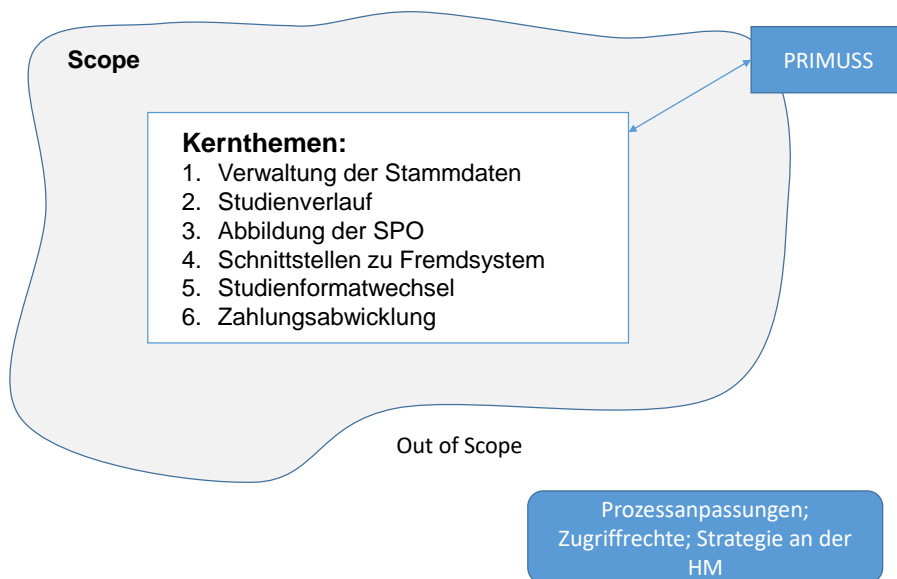 Scope
PRIMUSS
Kernthemen:
1. Verwaltung der Stammdaten
2. Studienverlauf
3. Abbildung der SPO
4. Schnittstellen zu Fremdsystem
5. Studienformatwechsel
6. Zahlungsabwicklung
Out of Scope
Prozessanpassungen;
Zugriffrechte; Strategie an der
HM